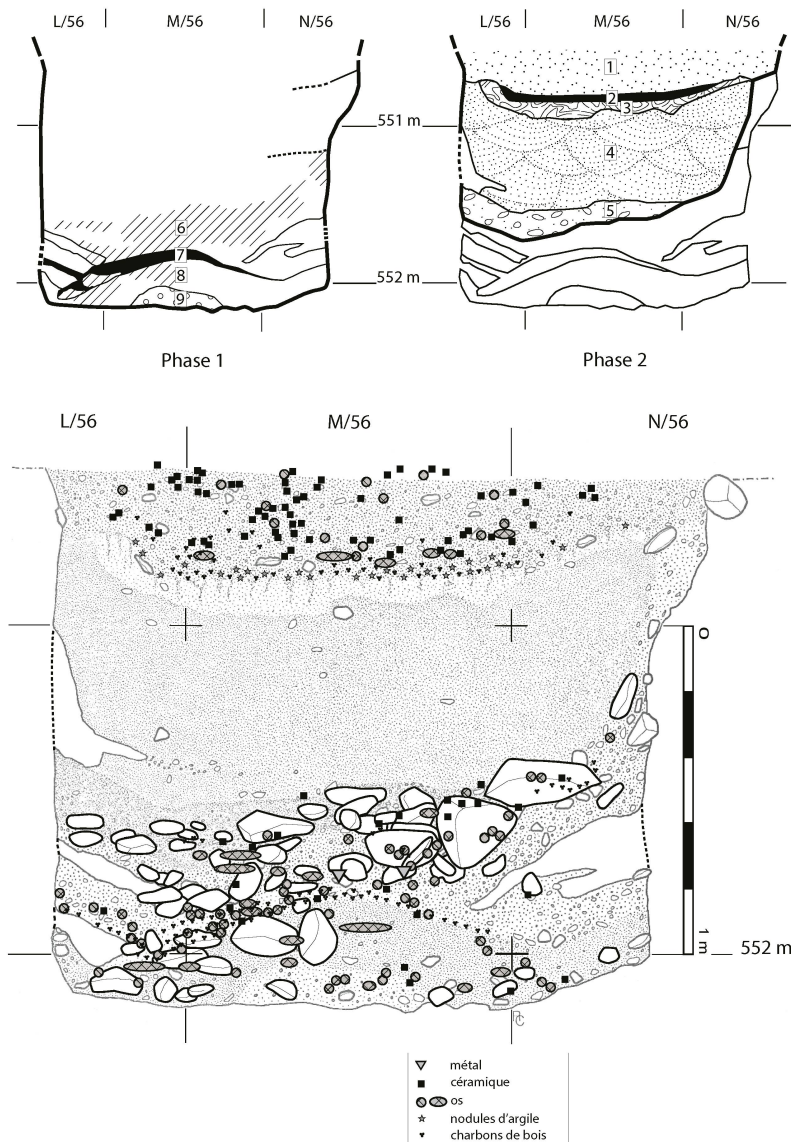 L/56 M/56 N/56
L/56 M/56 N/56
1
2
3
551 m
4
5
6
7
8
552 m
9
Phase 1
Phase 2
L/56 M/56 N/56
0
1 m
552 m
métal
céramique
os
nodules d'argile
charbons de bois